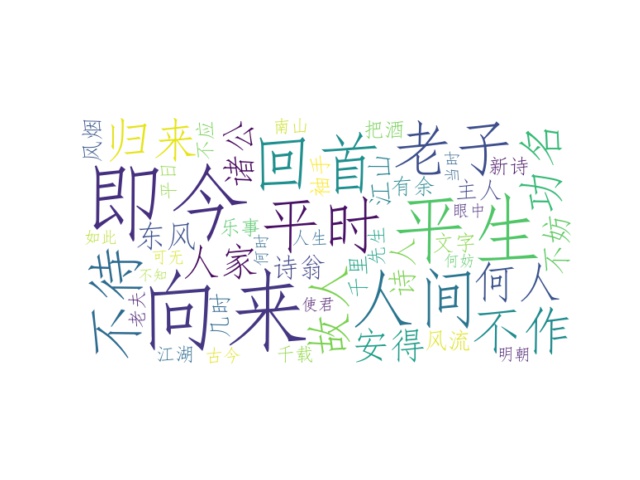 风烟
归来
不应
诸公
南山
把酒
回首
老子
功名
即今
平日
袖手
江山
当时
新诗
有余
主人
眼中
不妨
如此
东风
乐事
平时
平生
人生
何时
先生
文字
何妨
可无
不知
人家
诗翁
千里
诗人
人间
何人
不待
老夫
向来
几时
使君
故人
安得
不作
江湖
古今
千载
风流
明朝